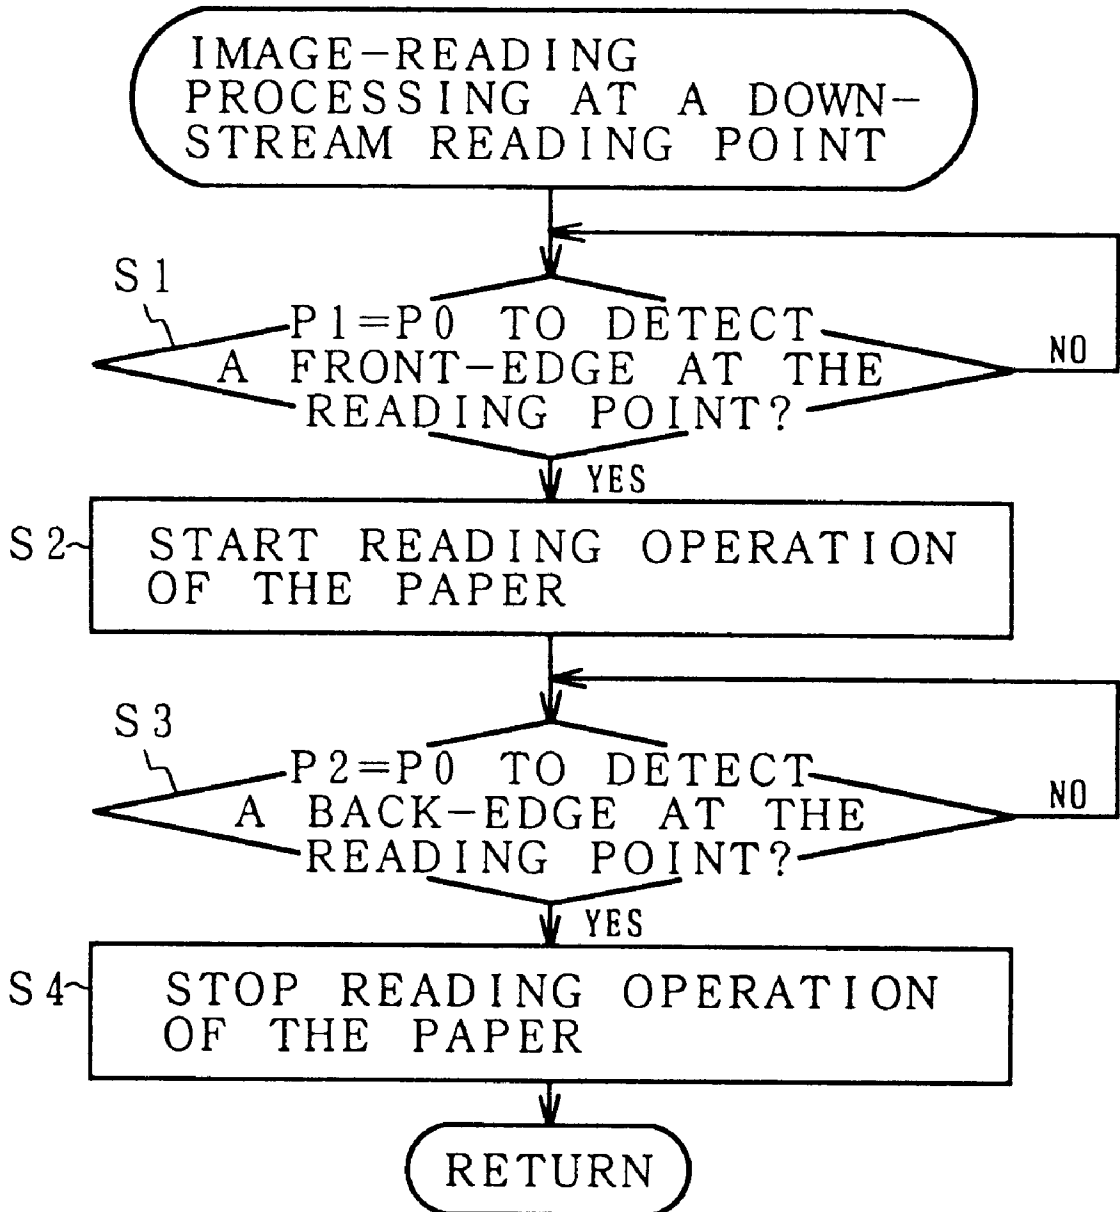 IMAGE-READING
PROCESSING AT A DOWN-
STREAM READING POINT
S1
P1=P0 TO DETECT
A FRONT-EDGE AT THE
READING POINT?
NO
YES
S2
START READING OPERATION
OF THE PAPER
S3
P2=P0 TO DETECT
A BACK-EDGE AT THE
READING POINT?
NO
YES
S4
STOP READING OPERATION
OF THE PAPER
RETURN